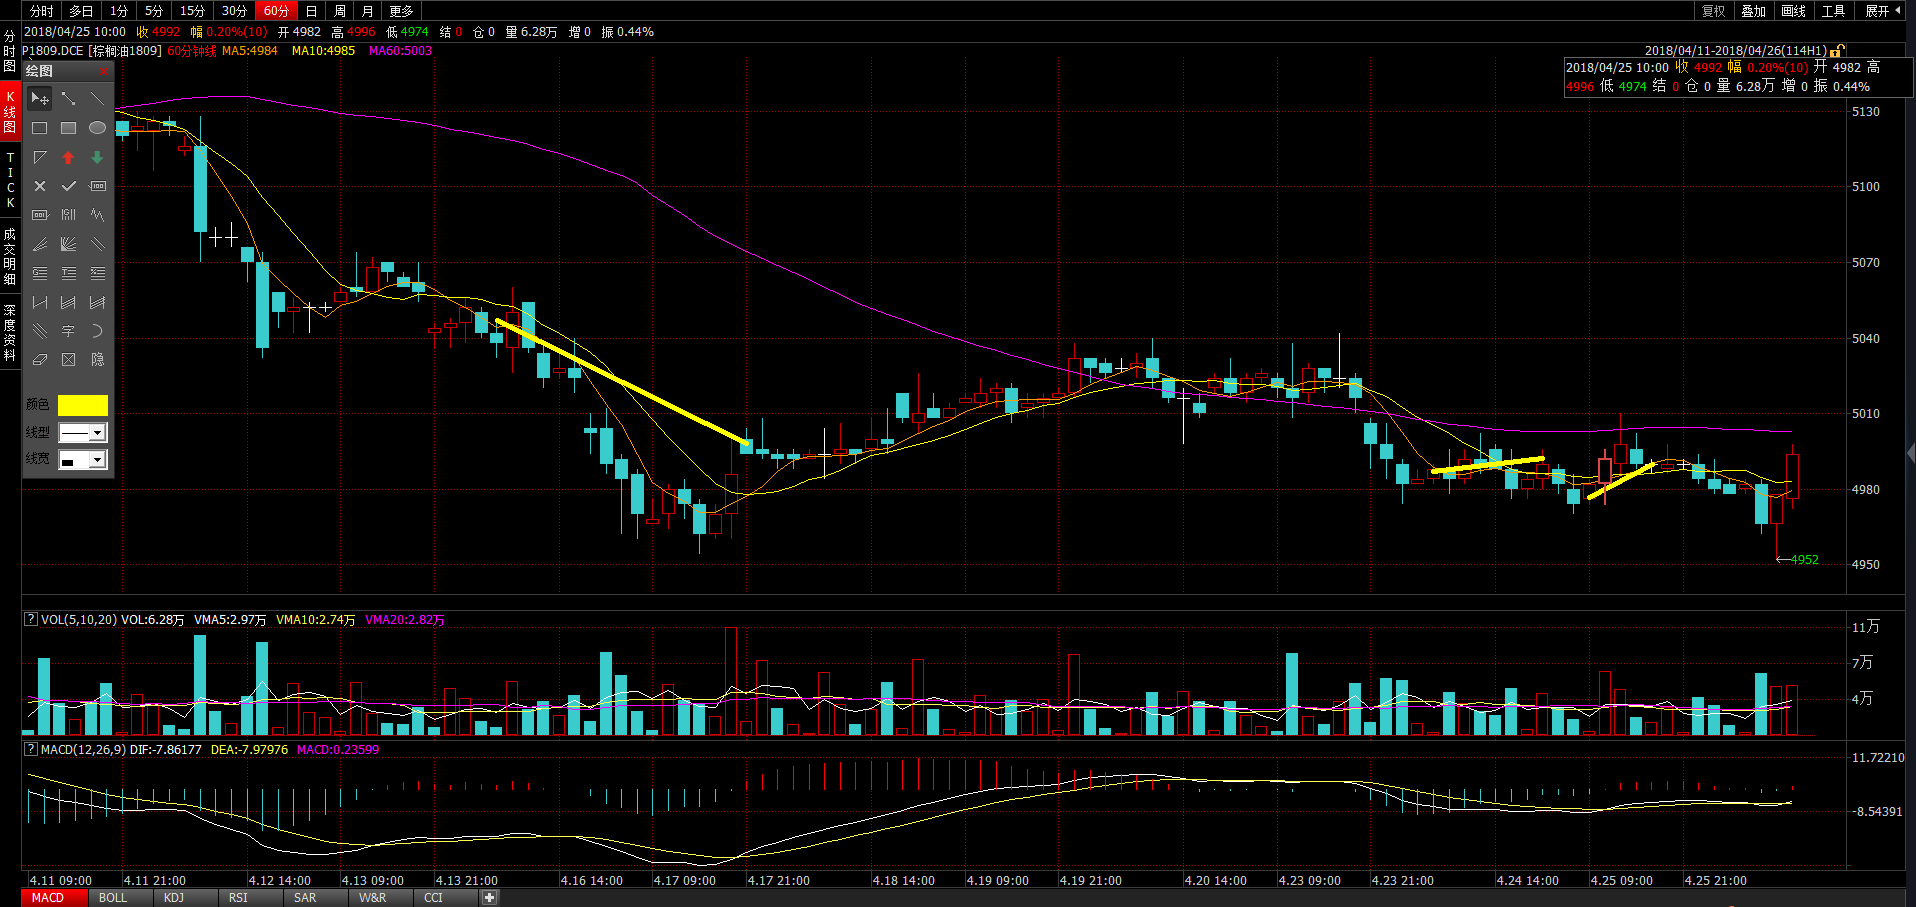 分时 多日 1分 5分 15分 30分 60分 日 周 月 更多 复权 叠加 画线 工具 展开
2018/04/25 10:00 收 4992 幅 0.20%(10) 开 4982 高 4996 低 4974 结 0 仓 0 量 6.28万 增 0 振 0.44%
P1809.DCE [棕榈油1809] 60分钟线 MA5:4984 MA10:4985 MA60:5003 2018/04/11-2018/04/26(114H1)
2018/04/25 10:00 收 4992 幅 0.20%(10) 开 4982 高
4996 低 4974 结 0 仓 0 量 6.28万 增 0 振 0.44%
分时图
K线图
TICK
成交明细
深度资料
绘图
字
隐
颜色
线型
线宽
5130
5100
5070
5040
5010
4980
4950
4952
? VOL(5,10,20) VOL:6.28万 VMA5:2.97万 VMA10:2.74万 VMA20:2.82万
11万
7万
4万
? MACD(12,26,9) DIF:-7.86177 DEA:-7.97976 MACD:0.23599
11.72210
-8.54391
4.11 09:00 4.11 21:00 4.12 14:00 4.13 09:00 4.13 21:00 4.16 14:00 4.17 09:00 4.17 21:00 4.18 14:00 4.19 09:00 4.19 21:00 4.20 14:00 4.23 09:00 4.23 21:00 4.24 14:00 4.25 09:00 4.25 21:00
MACD BOLL KDJ RSI SAR W&R CCI